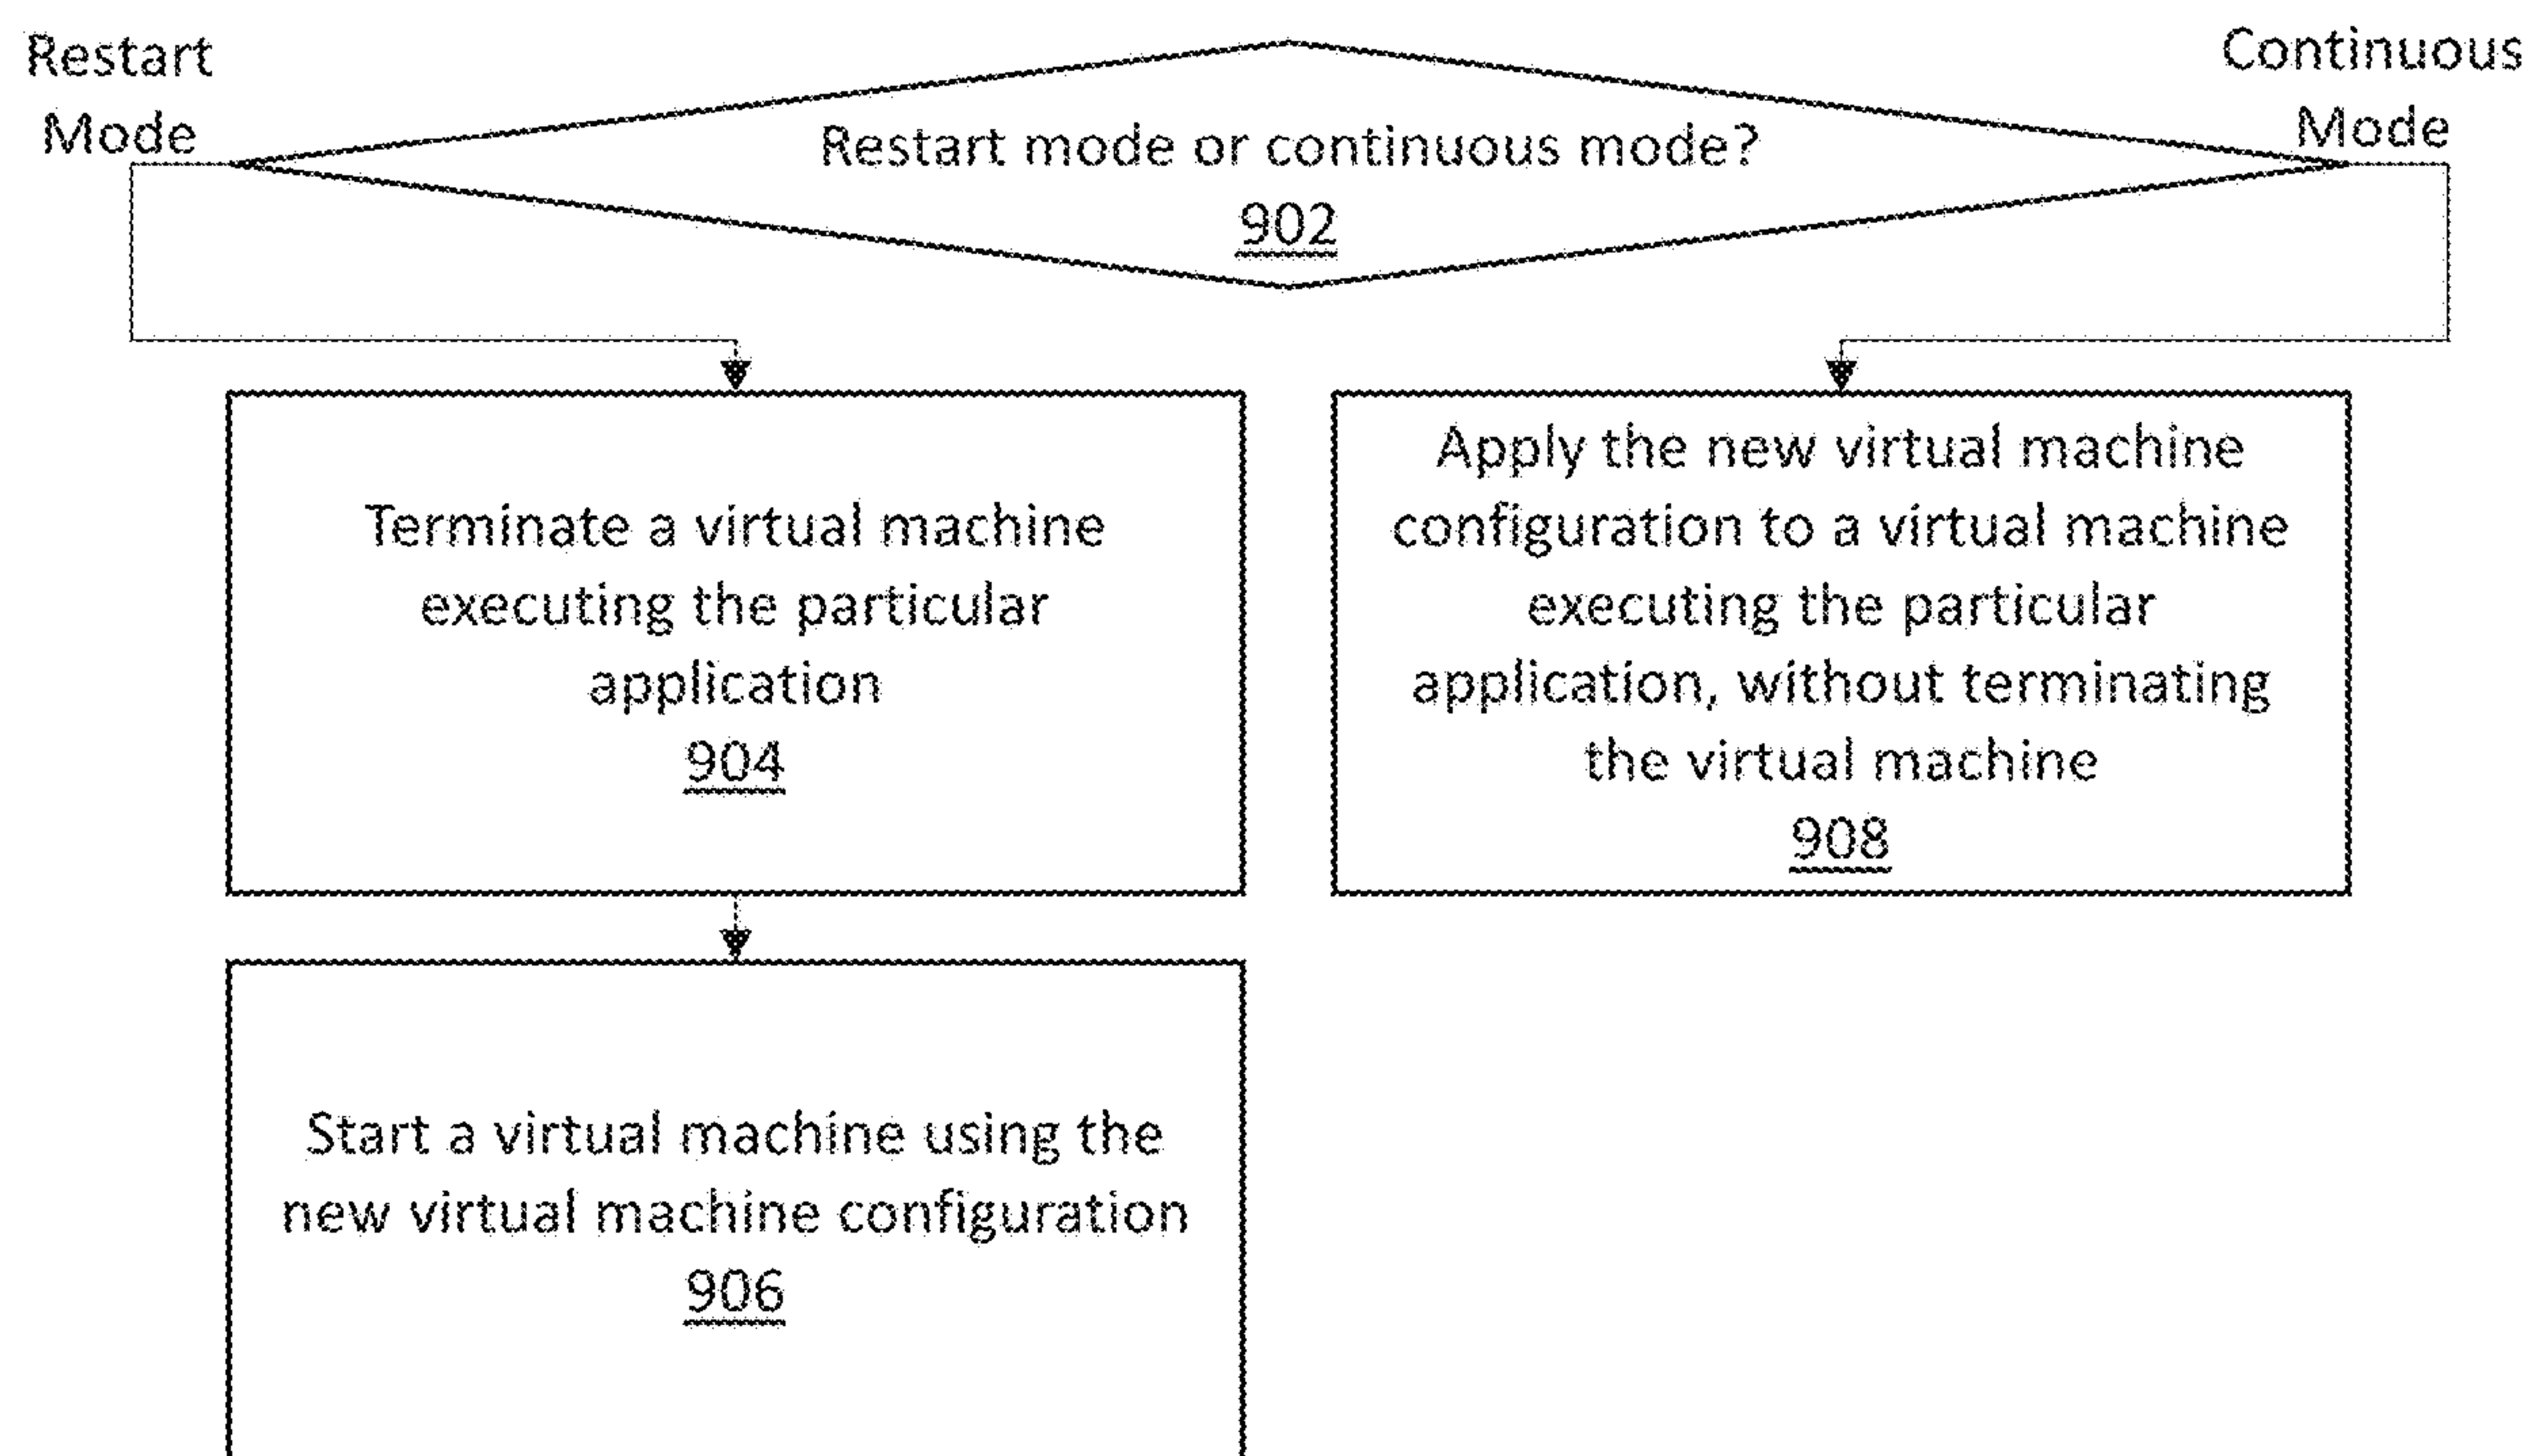 Restart
Mode
Continuous
Mode
Restart mode or continuous mode?
902
Terminate a virtual machine
executing the particular
application
904
Apply the new virtual machine
configuration to a virtual machine
executing the particular
application, without terminating
the virtual machine
908
Start a virtual machine using the
new virtual machine configuration
906